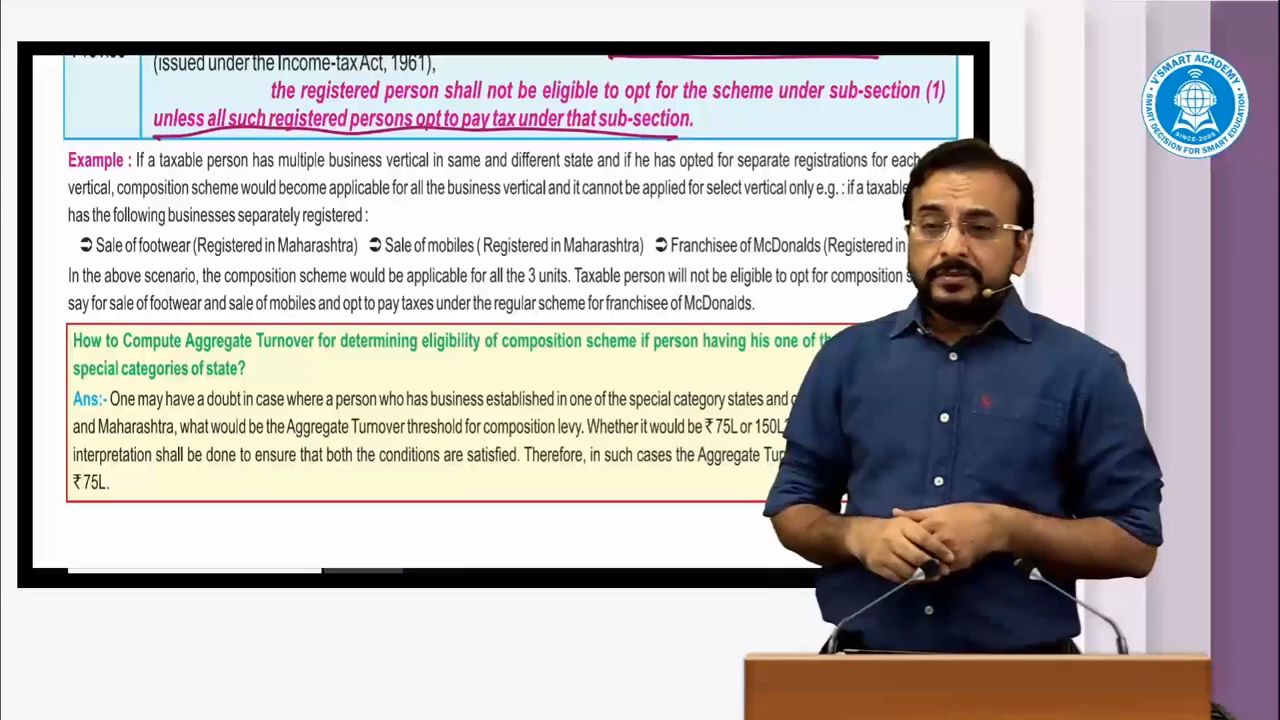 (issued under the Income-tax Act, 1961),
the registered person shall not be eligible to opt for the scheme under sub-section (1)
unless all such registered persons opt to pay tax under that sub-section.
Example : If a taxable person has multiple business vertical in same and different state and if he has opted for separate registrations for each
vertical, composition scheme would become applicable for all the business vertical and it cannot be applied for select vertical only e.g. : if a taxable
has the following businesses separately registered :
➲ Sale of footwear (Registered in Maharashtra) ➲ Sale of mobiles ( Registered in Maharashtra) ➲ Franchisee of McDonalds (Registered in
In the above scenario, the composition scheme would be applicable for all the 3 units. Taxable person will not be eligible to opt for composition
say for sale of footwear and sale of mobiles and opt to pay taxes under the regular scheme for franchisee of McDonalds.
How to Compute Aggregate Turnover for determining eligibility of composition scheme if person having his one of
special categories of state?
Ans:- One may have a doubt in case where a person who has business established in one of the special category states and
and Maharashtra, what would be the Aggregate Turnover threshold for composition levy. Whether it would be ₹ 75L or 150L?
interpretation shall be done to ensure that both the conditions are satisfied. Therefore, in such cases the Aggregate
₹ 75L.
V'SMART ACADEMY
SMART DECISION FOR SMART EDUCATION
SINCE-2005